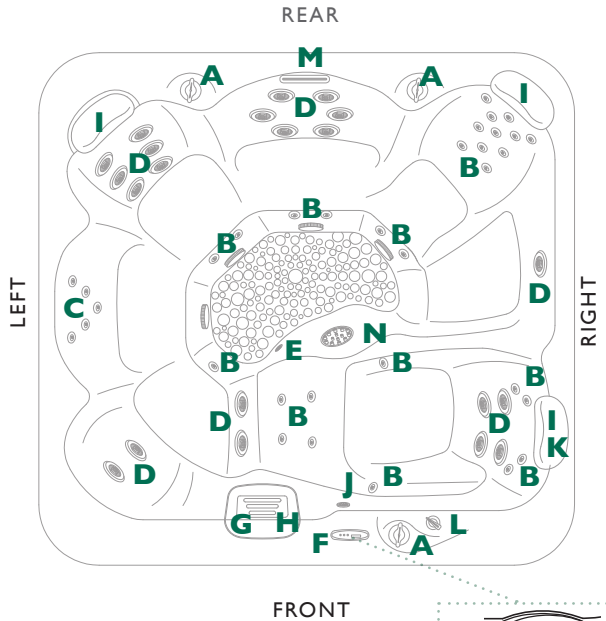 REAR
M
A A
I I
D
D B
B
B B
LEFT
C D
RIGHT
E N
B B
B
D B D I
K
D B B
J
G H F A L
FRONT